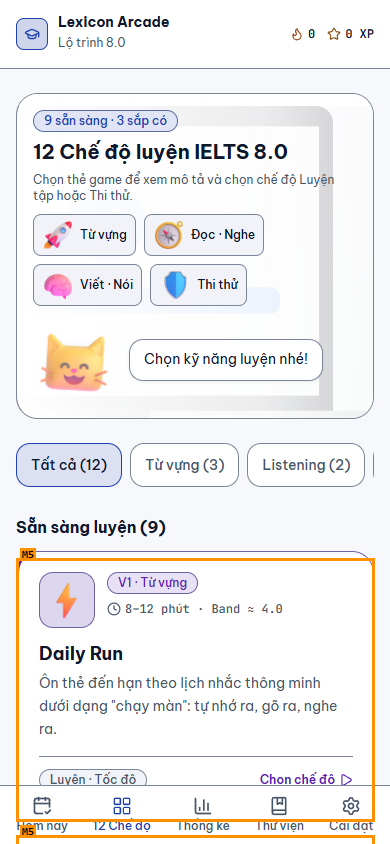 Lexicon Arcade
Lộ trình 8.0
0
0 XP
9 sẵn sàng · 3 sắp có
12 Chế độ luyện IELTS 8.0
Chọn thẻ game để xem mô tả và chọn chế độ Luyện
tập hoặc Thi thử.
Từ vựng
Đọc · Nghe
Viết · Nói
Thi thử
Chọn kỹ năng luyện nhé!
Tất cả (12)
Từ vựng (3)
Listening (2)
Sẵn sàng luyện (9)
M5
V1 · Từ vựng
8–12 phút · Band ≈ 4.0
Daily Run
Ôn thẻ đến hạn theo lịch nhắc thông minh
dưới dạng "chạy màn": tự nhớ ra, gõ ra, nghe
ra.
Luyện · Tốc độ
Chọn chế độ
Hôm nay
12 Chế độ
Thống kê
Thư viện
Cài đặt
M5